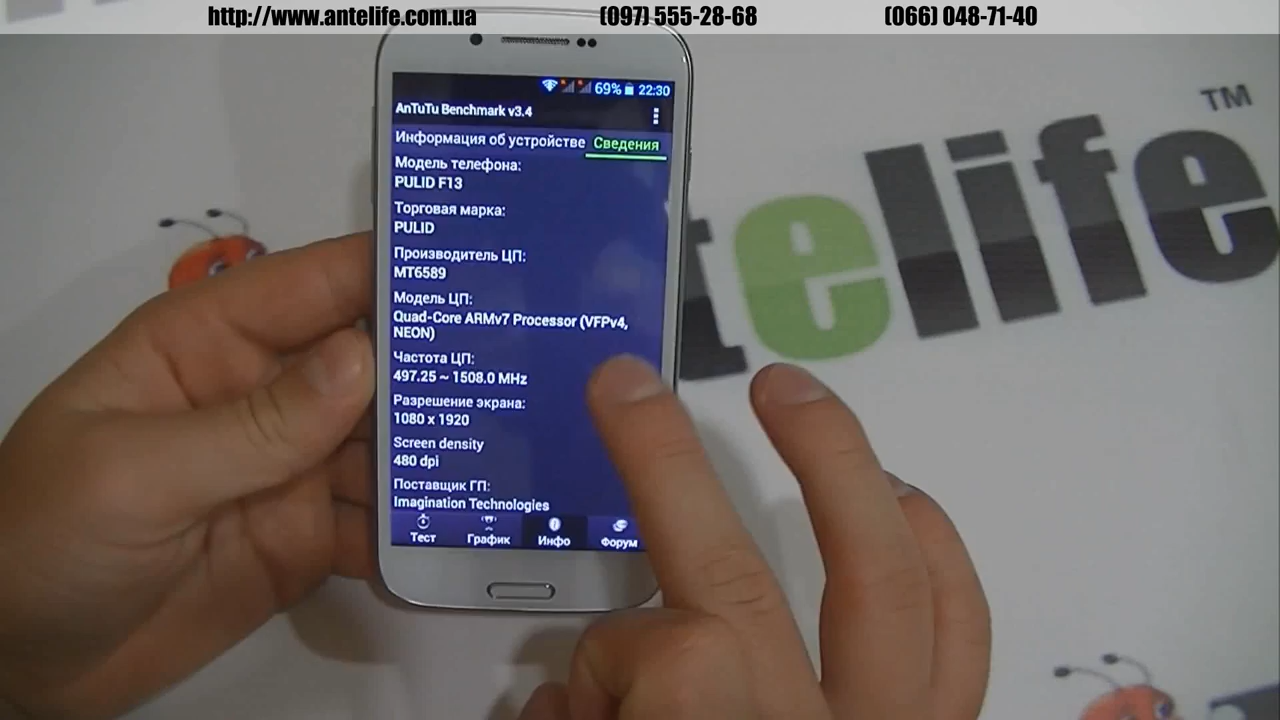 http://www.antelife.com.ua (097) 555-28-68 (066) 048-71-40
69% 22:30
AnTuTu Benchmark v3.4
Информация об устройстве Сведения
Модель телефона:
PULID F13
Торговая марка:
PULID
Производитель ЦП:
MT6589
Модель ЦП:
Quad-Core ARMv7 Processor (VFPv4,
NEON)
Частота ЦП:
497.25 ~ 1508.0 MHz
Разрешение экрана:
1080 x 1920
Screen density
480 dpi
Поставщик ГП:
Imagination Technologies
Тест График Инфо Форум
telife TM